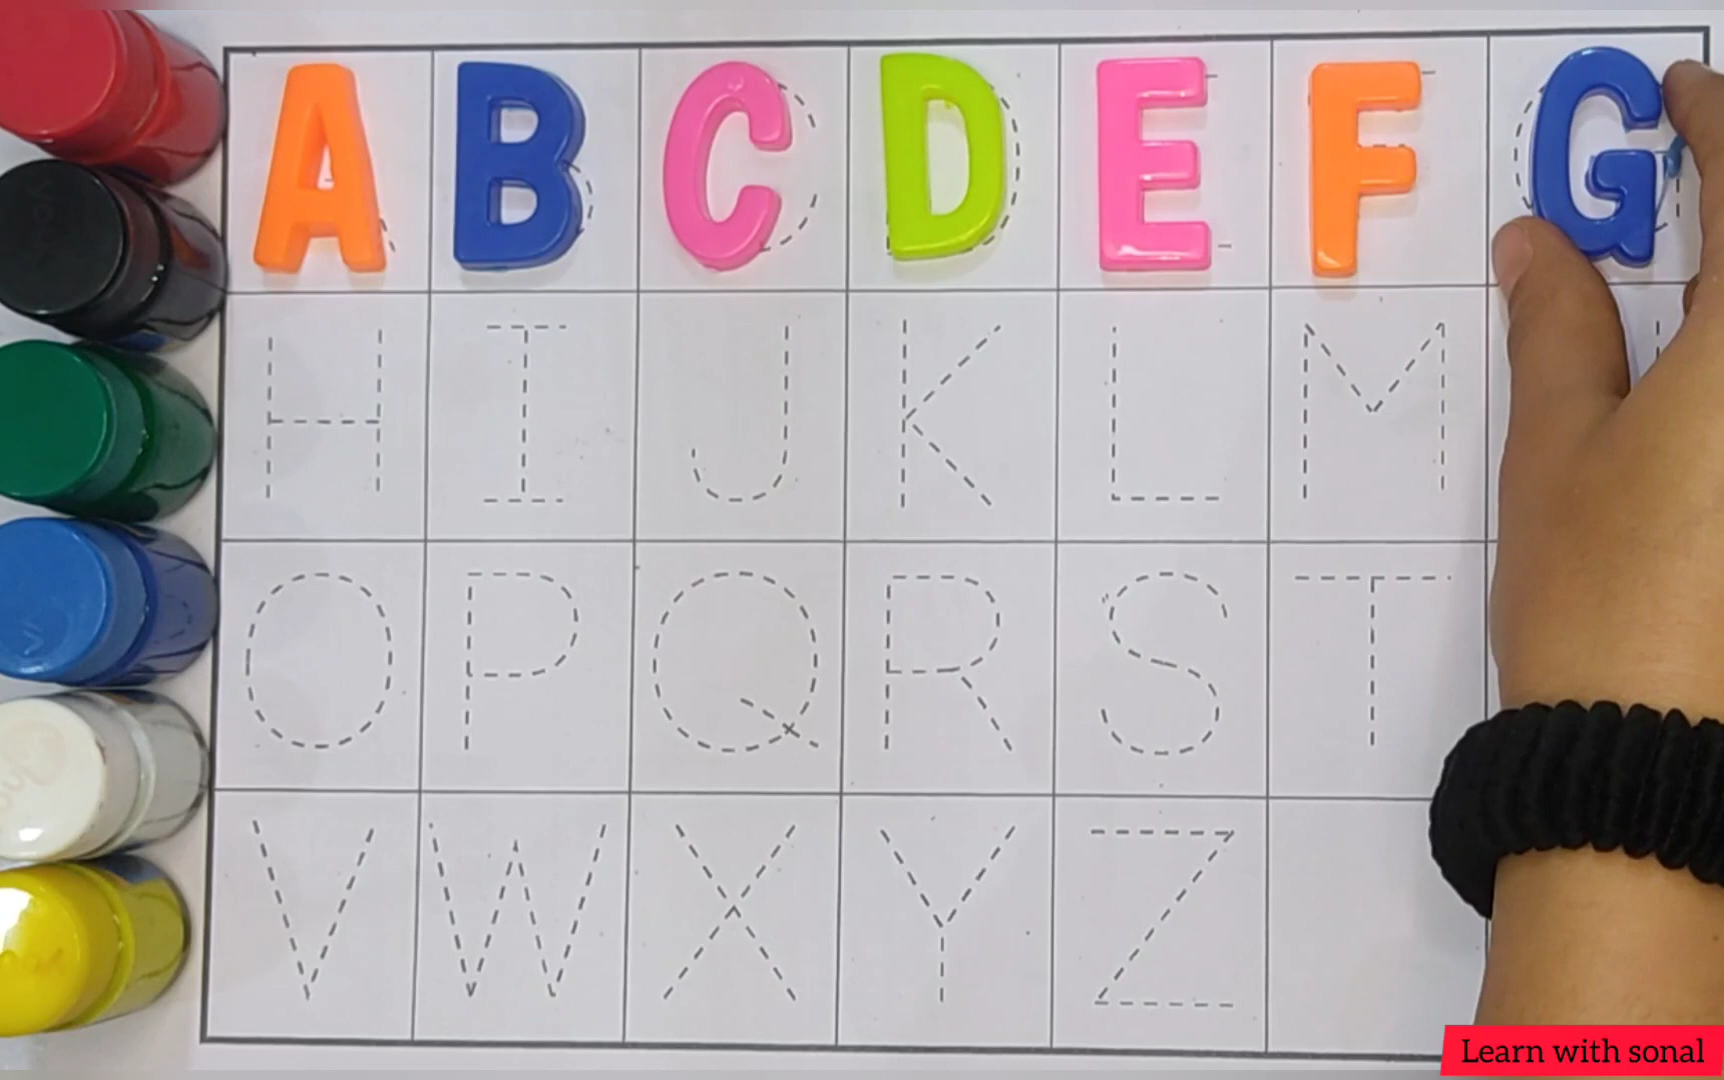 A B C D E F G
H I J K L M
O P Q R S T
V W X Y Z
Learn with sonal